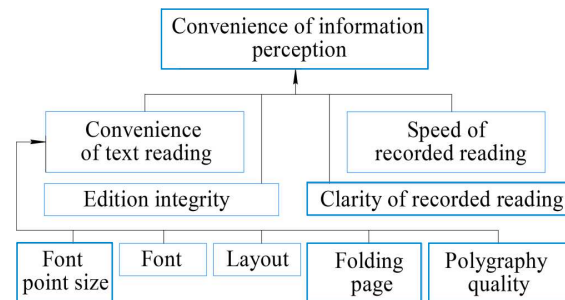 Convenience of information
perception
Convenience
of text reading
Speed of
recorded reading
Edition integrity
Clarity of recorded reading
Font
point size
Font
Layout
Folding
page
Polygraphy
quality